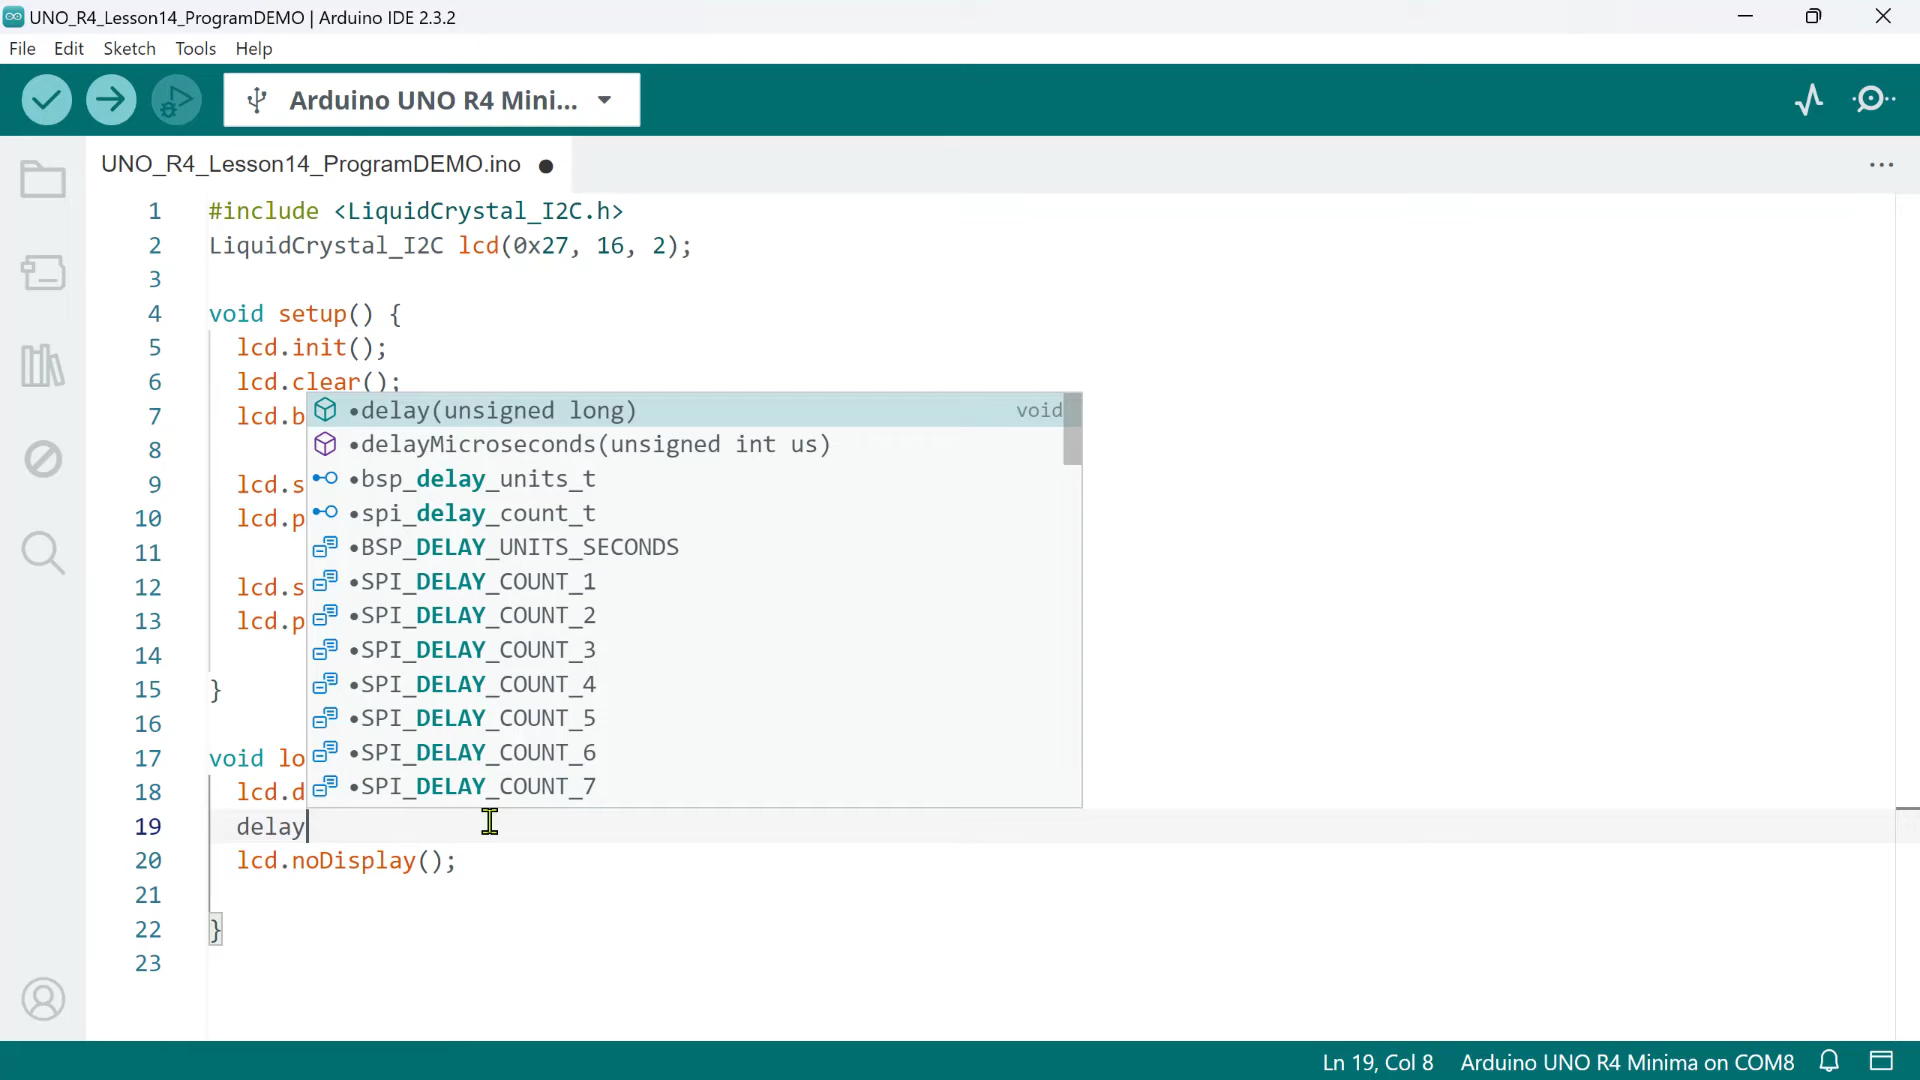 UNO_R4_Lesson14_ProgramDEMO | Arduino IDE 2.3.2
File Edit Sketch Tools Help
Arduino UNO R4 Mini...
UNO_R4_Lesson14_ProgramDEMO.ino
1 #include <LiquidCrystal_I2C.h>
2 LiquidCrystal_I2C lcd(0x27, 16, 2);
3
4 void setup() {
5 lcd.init();
6 lcd.clear();
7 lcd.b
8
9 lcd.s
10 lcd.p
11
12 lcd.s
13 lcd.p
14
15 }
16
17 void lo
18 lcd.d
•delay(unsigned long) void
•delayMicroseconds(unsigned int us)
•bsp_delay_units_t
•spi_delay_count_t
•BSP_DELAY_UNITS_SECONDS
•SPI_DELAY_COUNT_1
•SPI_DELAY_COUNT_2
•SPI_DELAY_COUNT_3
•SPI_DELAY_COUNT_4
•SPI_DELAY_COUNT_5
•SPI_DELAY_COUNT_6
•SPI_DELAY_COUNT_7
19 delay
20 lcd.noDisplay();
21
22 }
23
Ln 19, Col 8 Arduino UNO R4 Minima on COM8